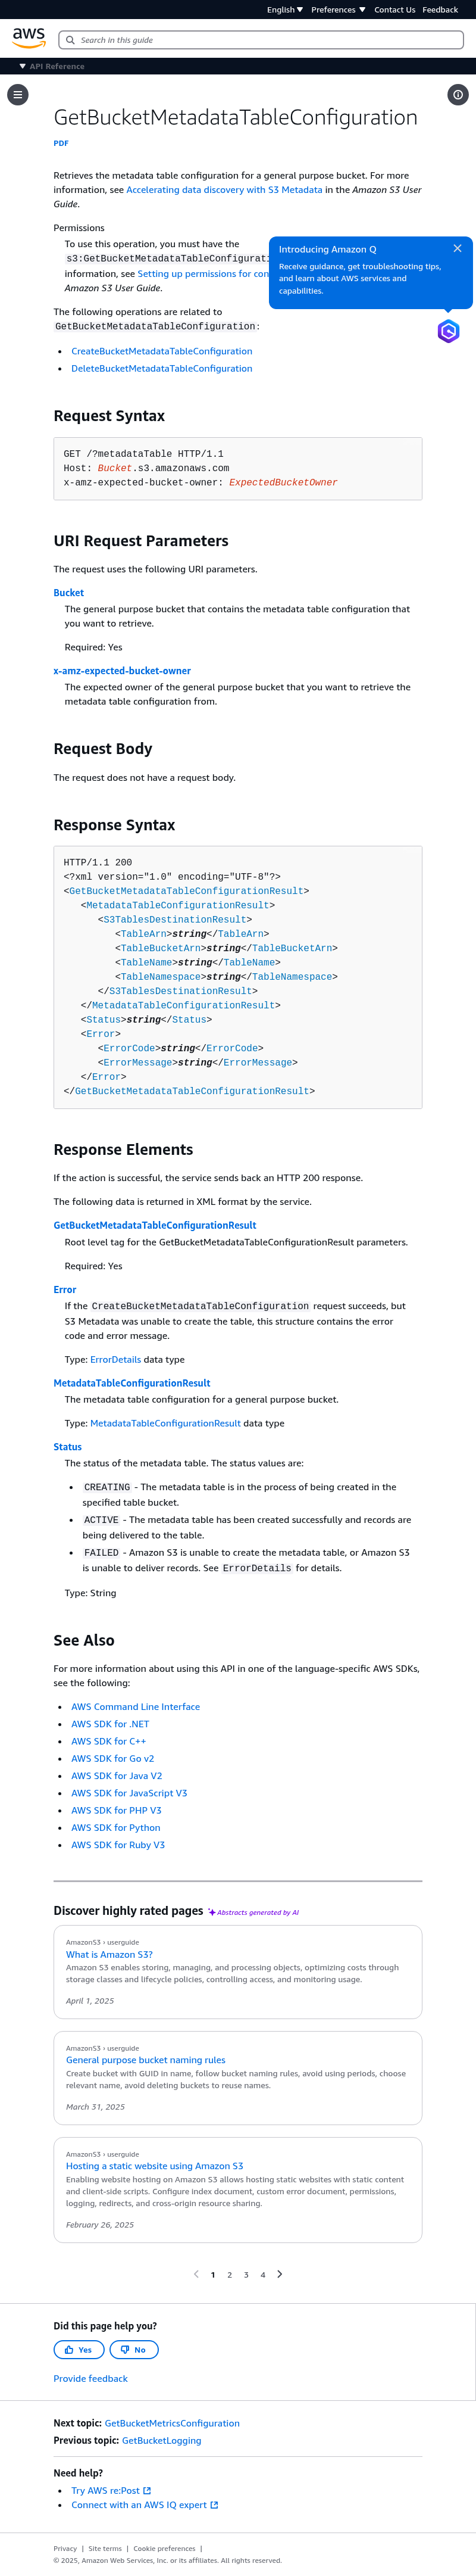 English Preferences Contact Us Feedback
aws
Search in this guide
API Reference
GetBucketMetadataTableConfiguration
PDF
Retrieves the metadata table configuration for a general purpose bucket. For more
information, see Accelerating data discovery with S3 Metadata in the Amazon S3 User
Guide.
Permissions
To use this operation, you must have the
s3:GetBucketMetadataTableConfigurati
information, see Setting up permissions for con
Amazon S3 User Guide.
Introducing Amazon Q
Receive guidance, get troubleshooting tips,
and learn about AWS services and
capabilities.
The following operations are related to
GetBucketMetadataTableConfiguration:
• CreateBucketMetadataTableConfiguration
• DeleteBucketMetadataTableConfiguration
Request Syntax
GET /?metadataTable HTTP/1.1
Host: Bucket.s3.amazonaws.com
x-amz-expected-bucket-owner: ExpectedBucketOwner
URI Request Parameters
The request uses the following URI parameters.
Bucket
The general purpose bucket that contains the metadata table configuration that
you want to retrieve.
Required: Yes
x-amz-expected-bucket-owner
The expected owner of the general purpose bucket that you want to retrieve the
metadata table configuration from.
Request Body
The request does not have a request body.
Response Syntax
HTTP/1.1 200
<?xml version="1.0" encoding="UTF-8"?>
<GetBucketMetadataTableConfigurationResult>
   <MetadataTableConfigurationResult>
      <S3TablesDestinationResult>
         <TableArn>string</TableArn>
         <TableBucketArn>string</TableBucketArn>
         <TableName>string</TableName>
         <TableNamespace>string</TableNamespace>
      </S3TablesDestinationResult>
   </MetadataTableConfigurationResult>
   <Status>string</Status>
   <Error>
      <ErrorCode>string</ErrorCode>
      <ErrorMessage>string</ErrorMessage>
   </Error>
</GetBucketMetadataTableConfigurationResult>
Response Elements
If the action is successful, the service sends back an HTTP 200 response.
The following data is returned in XML format by the service.
GetBucketMetadataTableConfigurationResult
Root level tag for the GetBucketMetadataTableConfigurationResult parameters.
Required: Yes
Error
If the CreateBucketMetadataTableConfiguration request succeeds, but
S3 Metadata was unable to create the table, this structure contains the error
code and error message.
Type: ErrorDetails data type
MetadataTableConfigurationResult
The metadata table configuration for a general purpose bucket.
Type: MetadataTableConfigurationResult data type
Status
The status of the metadata table. The status values are:
• CREATING - The metadata table is in the process of being created in the
specified table bucket.
• ACTIVE - The metadata table has been created successfully and records are
being delivered to the table.
• FAILED - Amazon S3 is unable to create the metadata table, or Amazon S3
is unable to deliver records. See ErrorDetails for details.
Type: String
See Also
For more information about using this API in one of the language-specific AWS SDKs,
see the following:
• AWS Command Line Interface
• AWS SDK for .NET
• AWS SDK for C++
• AWS SDK for Go v2
• AWS SDK for Java V2
• AWS SDK for JavaScript V3
• AWS SDK for PHP V3
• AWS SDK for Python
• AWS SDK for Ruby V3
Discover highly rated pages Abstracts generated by AI
AmazonS3 › userguide
What is Amazon S3?
Amazon S3 enables storing, managing, and processing objects, optimizing costs through
storage classes and lifecycle policies, controlling access, and monitoring usage.
April 1, 2025
AmazonS3 › userguide
General purpose bucket naming rules
Create bucket with GUID in name, follow bucket naming rules, avoid using periods, choose
relevant name, avoid deleting buckets to reuse names.
March 31, 2025
AmazonS3 › userguide
Hosting a static website using Amazon S3
Enabling website hosting on Amazon S3 allows hosting static websites with static content
and client-side scripts. Configure index document, custom error document, permissions,
logging, redirects, and cross-origin resource sharing.
February 26, 2025
1 2 3 4
Did this page help you?
Yes No
Provide feedback
Next topic: GetBucketMetricsConfiguration
Previous topic: GetBucketLogging
Need help?
• Try AWS re:Post
• Connect with an AWS IQ expert
Privacy | Site terms | Cookie preferences |
© 2025, Amazon Web Services, Inc. or its affiliates. All rights reserved.